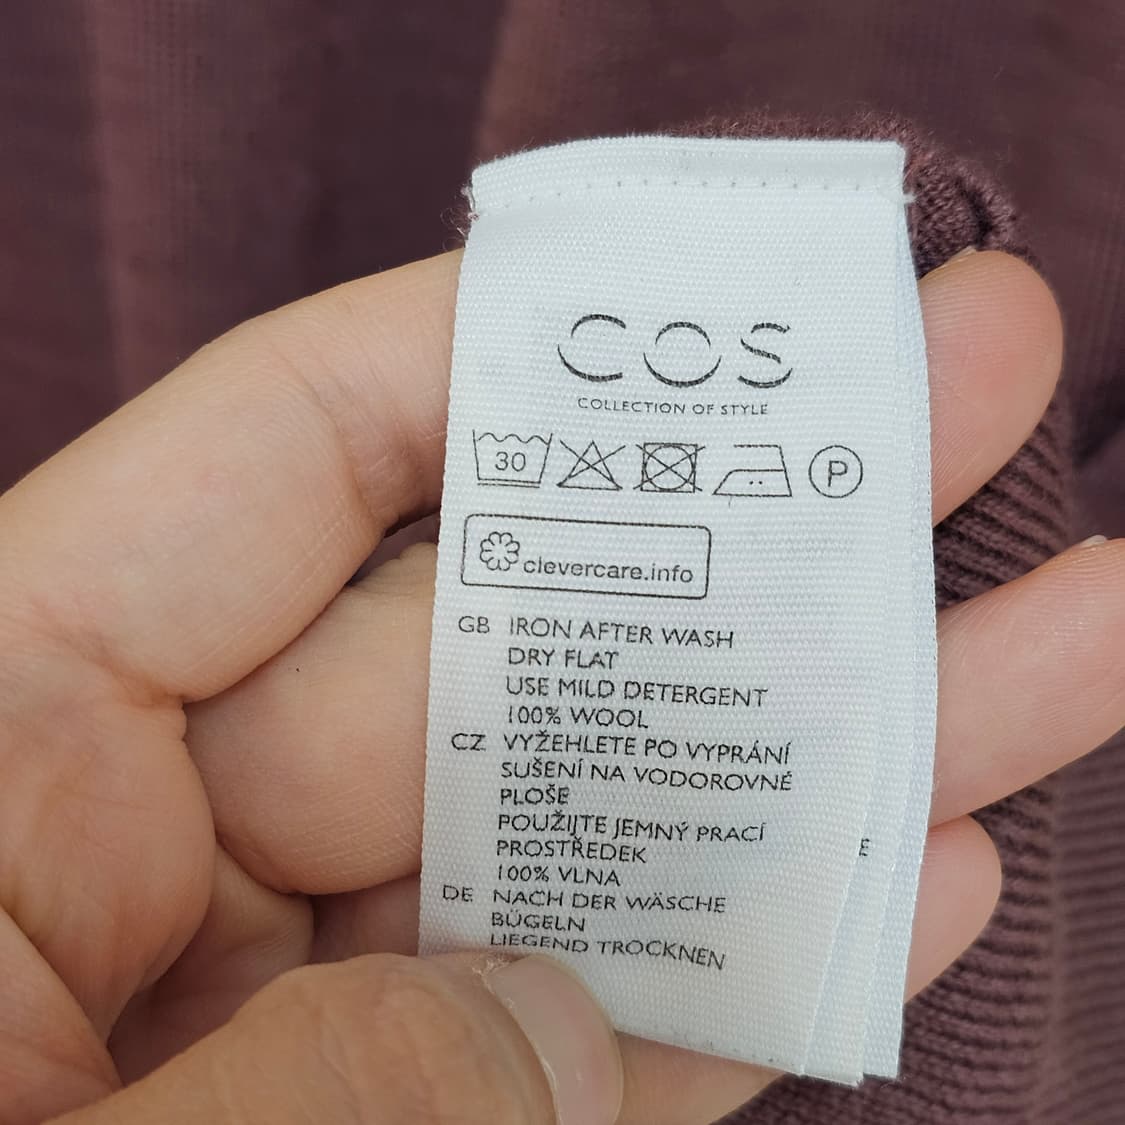 COS
COLLECTION OF STYLE
30
P
clevercare.info
GB IRON AFTER WASH
DRY FLAT
USE MILD DETERGENT
100% WOOL
CZ VYŽEHLETE PO VYPRÁNÍ
SUŠENÍ NA VODOROVNÉ
PLOŠE
POUŽIJTE JEMNÝ PRACÍ
PROSTŘEDEK
100% VLNA
DE NACH DER WÄSCHE
BÜGELN
LIEGEND TROCKNEN
E